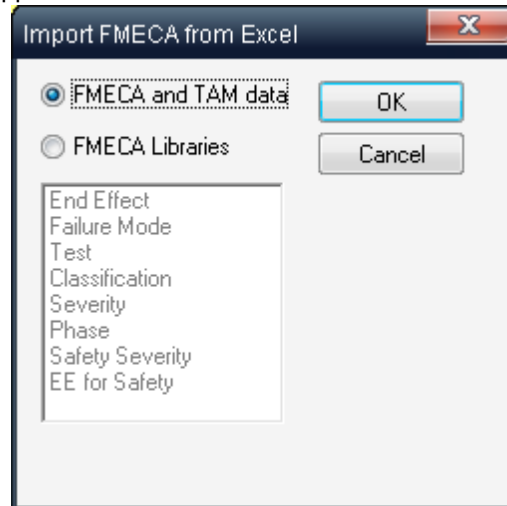 Import FMECA from Excel
FMECA and TAM data
OK
FMECA Libraries
Cancel
End Effect
Failure Mode
Test
Classification
Severity
Phase
Safety Severity
EE for Safety